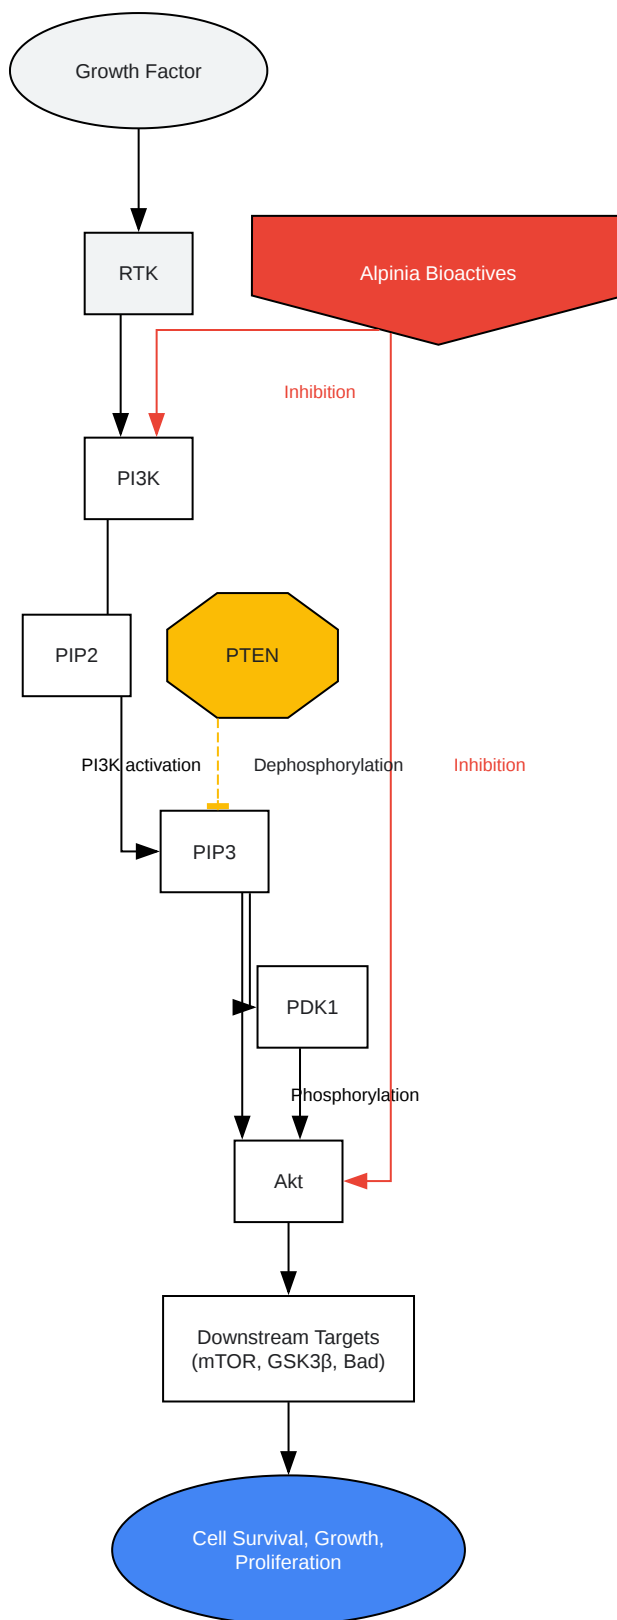 Growth Factor
RTK
Alpinia Bioactives
Inhibition
PI3K
PIP2
PTEN
PI3K activation
Dephosphorylation
Inhibition
PIP3
PDK1
Phosphorylation
Akt
Downstream Targets
(mTOR, GSK3β, Bad)
Cell Survival, Growth,
Proliferation